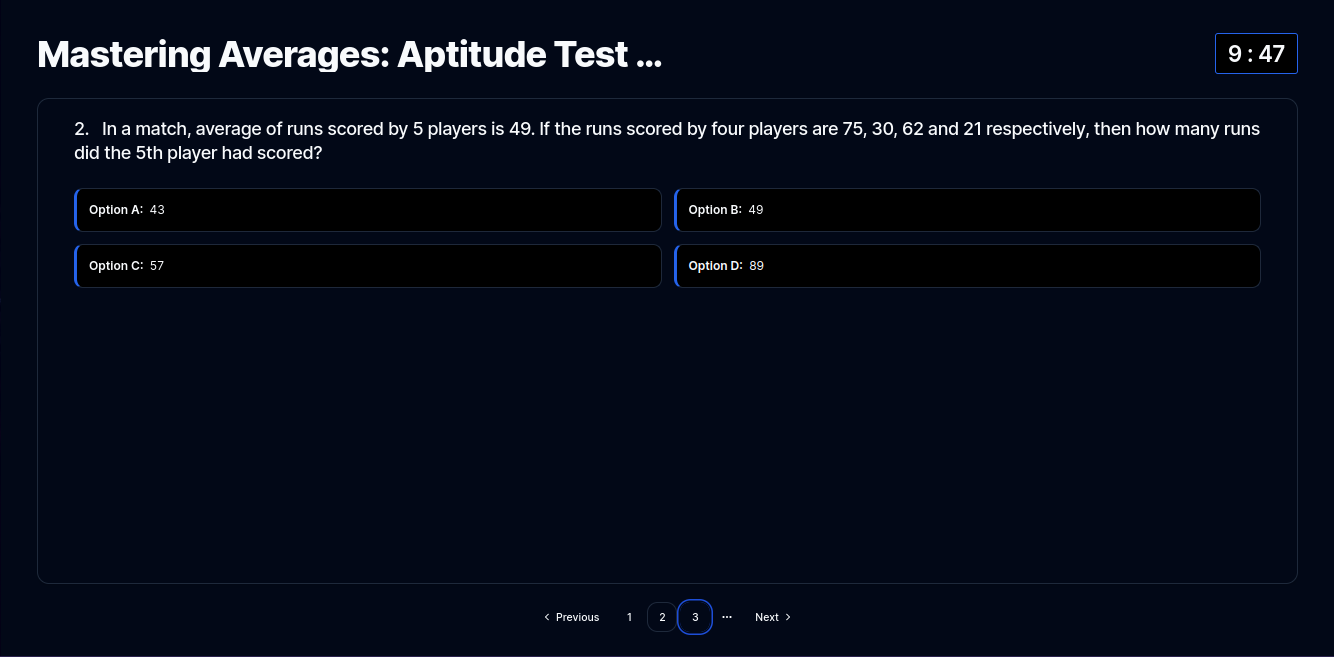 Mastering Averages: Aptitude Test ...
9 : 47
2. In a match, average of runs scored by 5 players is 49. If the runs scored by four players are 75, 30, 62 and 21 respectively, then how many runs
did the 5th player had scored?
Option A: 43
Option B: 49
Option C: 57
Option D: 89
Previous 1 2 3 ... Next